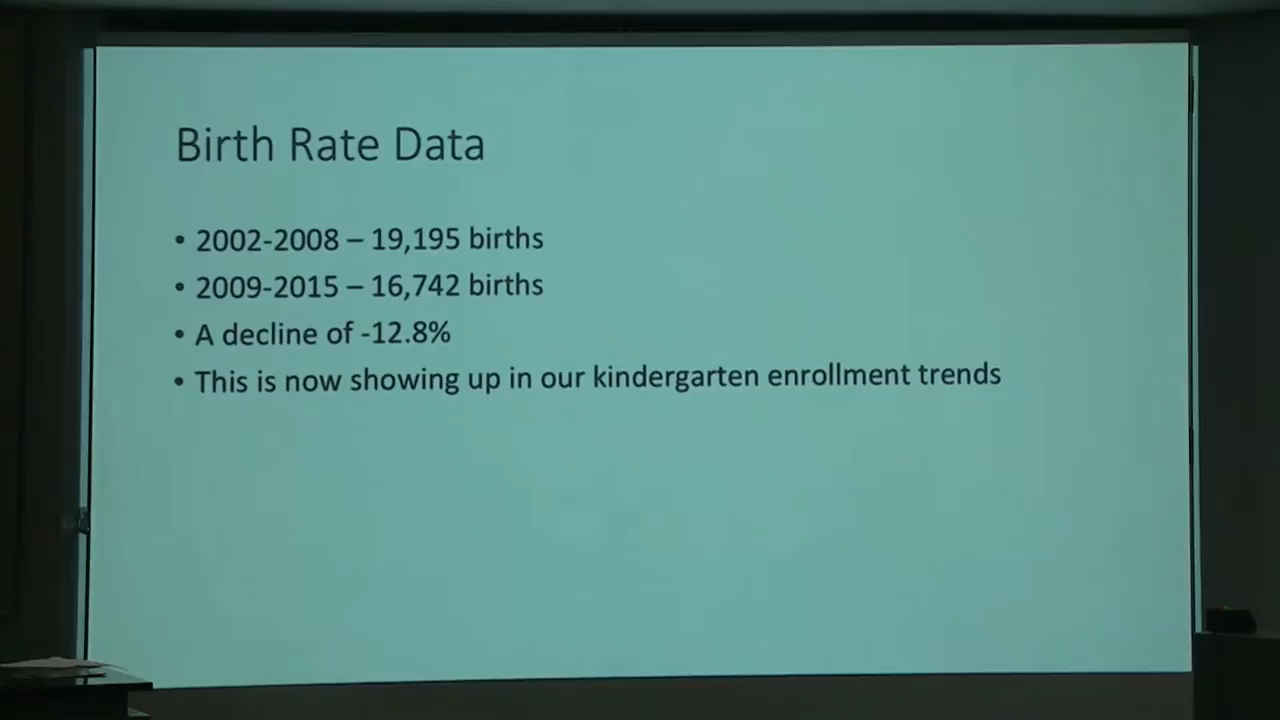 Birth Rate Data
• 2002-2008 – 19,195 births
• 2009-2015 – 16,742 births
• A decline of -12.8%
• This is now showing up in our kindergarten enrollment trends